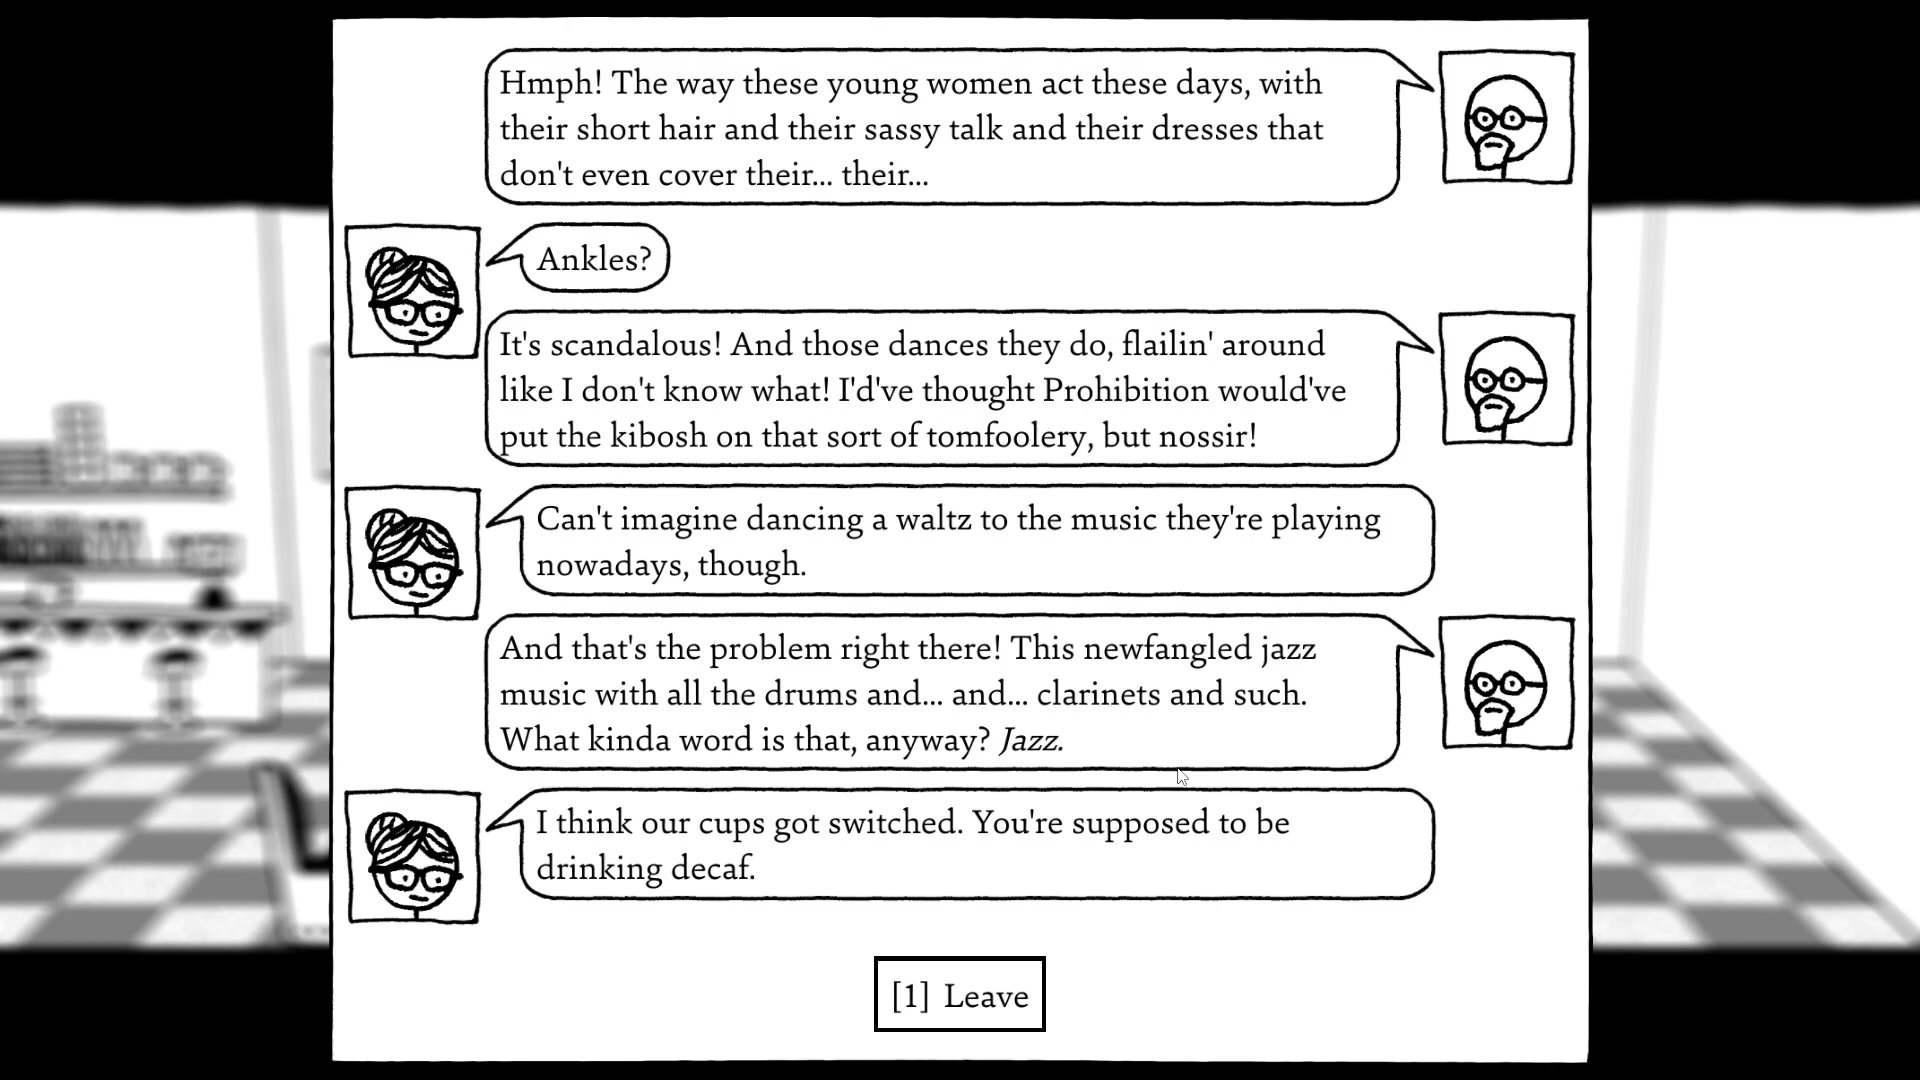 Hmph! The way these young women act these days, with
their short hair and their sassy talk and their dresses that
don't even cover their... their...
Ankles?
It's scandalous! And those dances they do, flailin' around
like I don't know what! I'd've thought Prohibition would've
put the kibosh on that sort of tomfoolery, but nossir!
Can't imagine dancing a waltz to the music they're playing
nowadays, though.
And that's the problem right there! This newfangled jazz
music with all the drums and... and... clarinets and such.
What kinda word is that, anyway? Jazz.
I think our cups got switched. You're supposed to be
drinking decaf.
[1] Leave